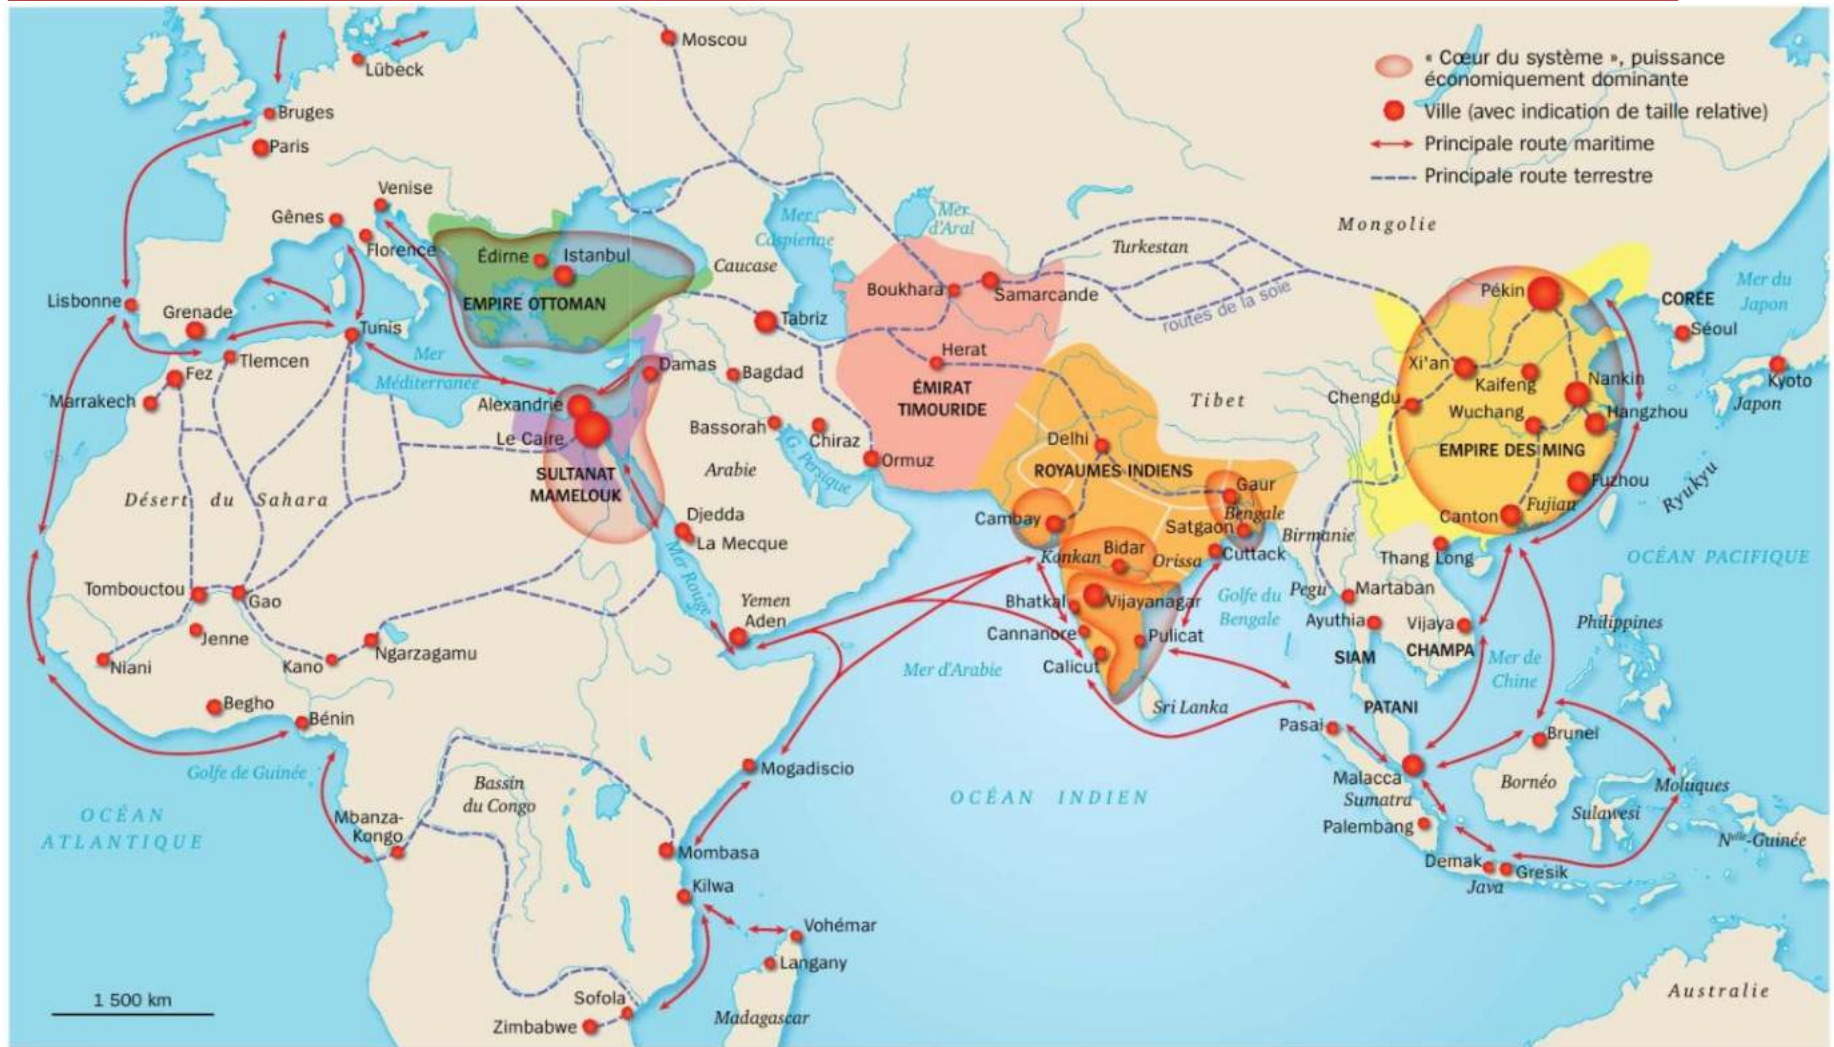 « Cœur du système », puissance
économiquement dominante
Ville (avec indication de taille relative)
Principale route maritime
Principale route terrestre
Moscou
Lübeck
Bruges
Paris
Venise
Gênes
Florence
Lisbonne
Grenade
Tunis
Tlemcen
Fez
Marrakech
Mer
Méditerranée
Édirne
Istanbul
EMPIRE OTTOMAN
Caucase
Mer
Caspienne
Mer
d'Aral
Turkestan
Mongolie
Boukhara
Samarcande
routes de la soie
Tabriz
Herat
ÉMIRAT
TIMOURIDE
Damas
Bagdad
Alexandrie
Le Caire
SULTANAT
MAMELOUK
Bassorah
Chiraz
G. Persique
Ormuz
Arabie
Djedda
La Mecque
Mer Rouge
Yemen
Aden
Désert du Sahara
Tombouctou
Gao
Jenne
Niani
Kano
Ngarzagamu
Begho
Bénin
Golfe de Guinée
OCÉAN
ATLANTIQUE
Mbanza-
Kongo
Bassin
du Congo
Mogadiscio
Mombasa
Kilwa
Vohémar
Langany
Sofola
Zimbabwe
Madagascar
1 500 km
Tibet
Delhi
ROYAUMES INDIENS
Gaur
Bengale
Satgaon
Cambay
Konkan
Bidar
Orissa
Cuttack
Bhatkal
Vijayanagar
Cannanore
Pulicat
Calicut
Sri Lanka
Mer d'Arabie
Golfe du
Bengale
OCÉAN INDIEN
Pékin
CORÉE
Séoul
Mer du
Japon
Kyoto
Japon
Xi'an
Kaifeng
Nankin
Chengdu
Wuchang
Hangzhou
EMPIRE DES MING
Fuzhou
Fujian
Canton
Ryukyu
Thang Long
Birmanie
Pegu
Martaban
Ayuthia
Vijaya
SIAM
CHAMPA
Mer de
Chine
Philippines
OCÉAN PACIFIQUE
PATANI
Pasai
Brunei
Malacca
Sumatra
Bornéo
Moluques
Sulawesi
Palembang
Nelle-Guinée
Demak
Gresik
Java
Australie